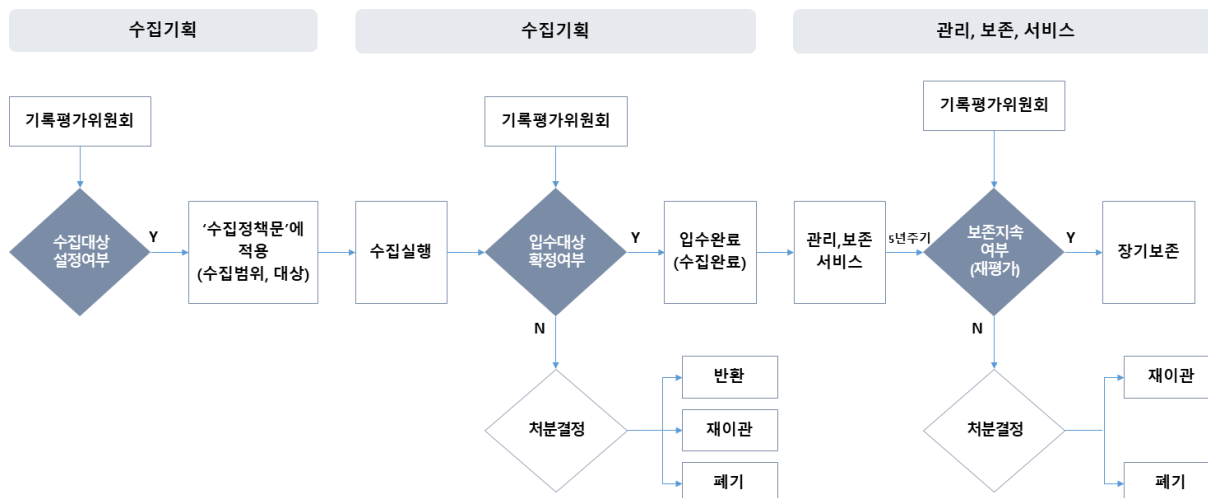 수집기획
수집기획
관리, 보존, 서비스
기록평가위원회
기록평가위원회
기록평가위원회
수집대상
설정여부
Y
'수집정책문'에
적용
(수집범위, 대상)
수집실행
입수대상
확정여부
Y
입수완료
(수집완료)
관리,보존
서비스
5년주기
보존지속
여부
(재평가)
Y
장기보존
N
N
처분결정
반환
재이관
폐기
처분결정
재이관
폐기